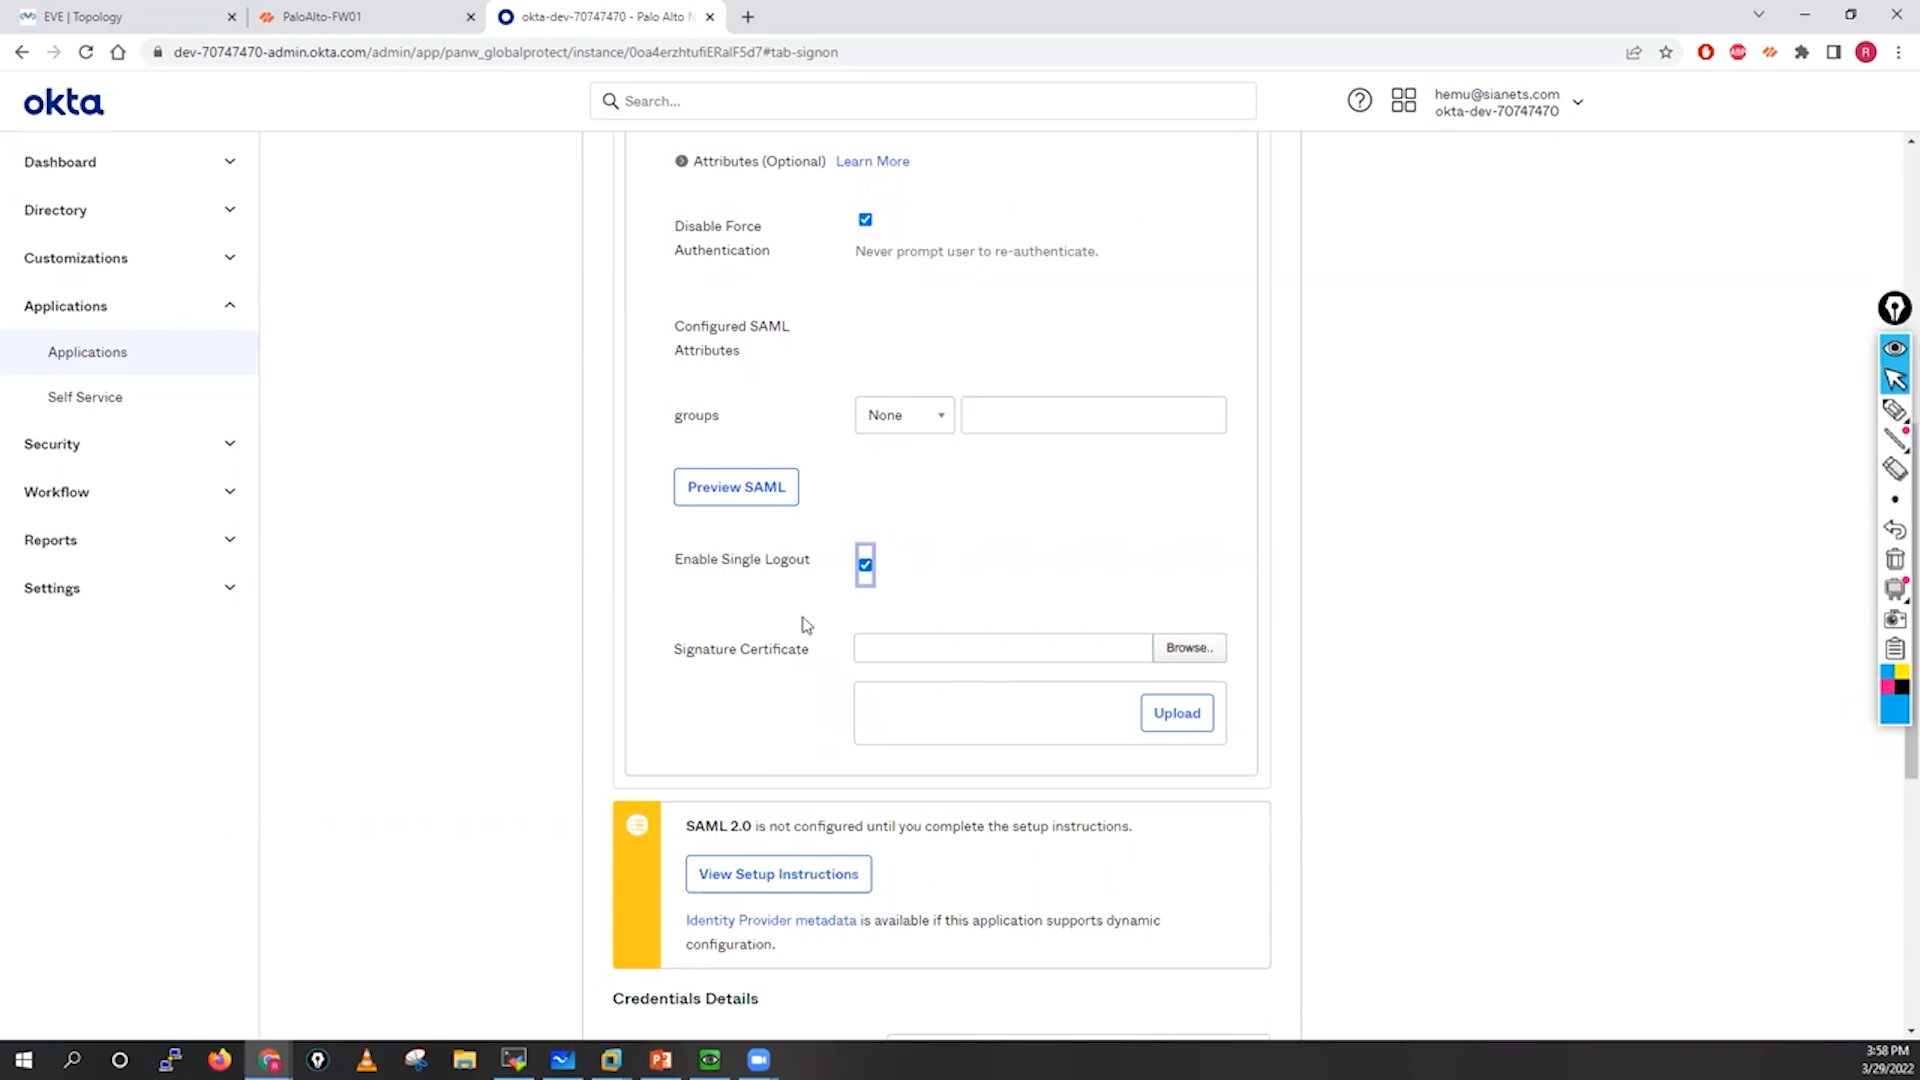 EVE | Topology
PaloAlto-FW01
okta-dev-70747470 - Palo Alto N
dev-70747470-admin.okta.com/admin/app/panw_globalprotect/instance/0oa4erzhtufiERaIF5d7#tab-signon
ABP
R
okta
Search...
hemu@sianets.com
okta-dev-70747470
Dashboard
Directory
Customizations
Applications
Applications
Self Service
Security
Workflow
Reports
Settings
Attributes (Optional) Learn More
Disable Force
Authentication
Never prompt user to re-authenticate.
Configured SAML
Attributes
groups
None
Preview SAML
Enable Single Logout
Signature Certificate
Browse..
Upload
SAML 2.0 is not configured until you complete the setup instructions.
View Setup Instructions
Identity Provider metadata is available if this application supports dynamic
configuration.
Credentials Details
3:58 PM
3/29/2022